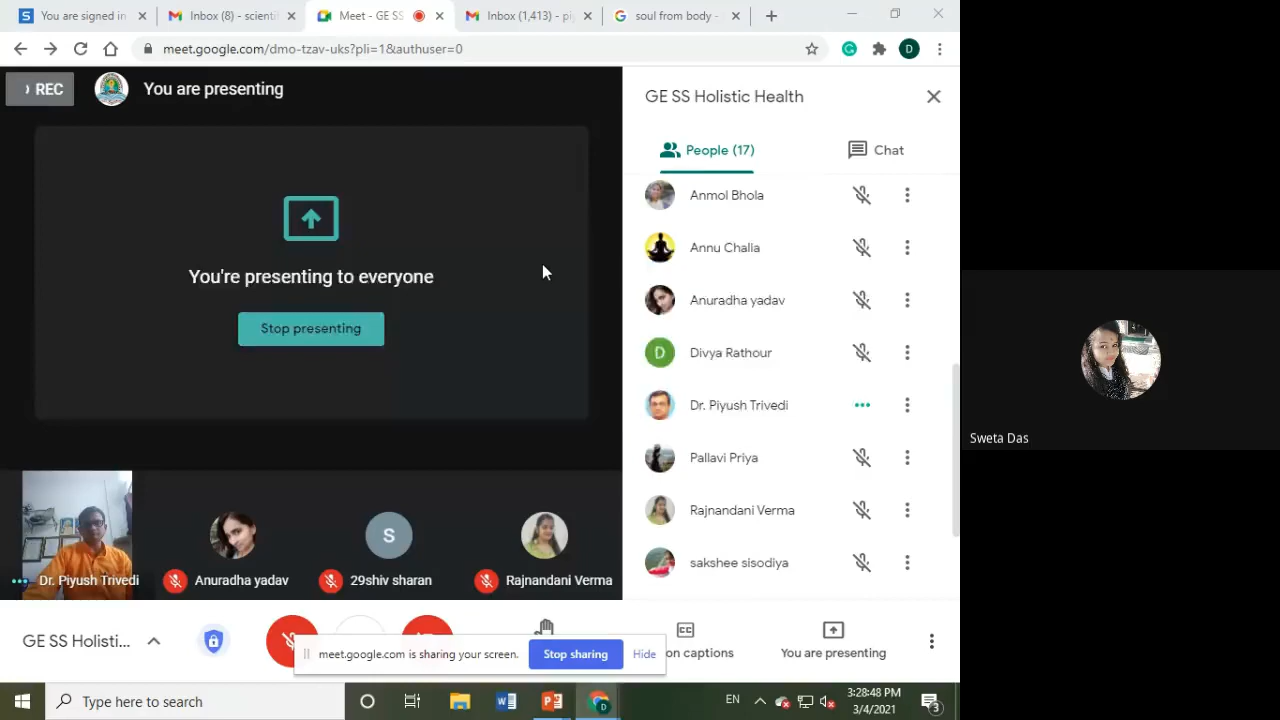 You are signed in
Inbox (8) - scientifi
Meet - GE SS
Inbox (1,413) - pi
soul from body -
meet.google.com/dmo-tzav-uks?pli=1&authuser=0
D
REC
You are presenting
You're presenting to everyone
Stop presenting
GE SS Holistic Health
People (17)
Chat
Anmol Bhola
Annu Chalia
Anuradha yadav
D
Divya Rathour
Dr. Piyush Trivedi
Pallavi Priya
Rajnandani Verma
sakshee sisodiya
Sweta Das
S
Dr. Piyush Trivedi
Anuradha yadav
29shiv sharan
Rajnandani Verma
GE SS Holisti...
meet.google.com is sharing your screen.
Stop sharing
Hide
on captions
You are presenting
Type here to search
EN
3:28:48 PM
3/4/2021
3